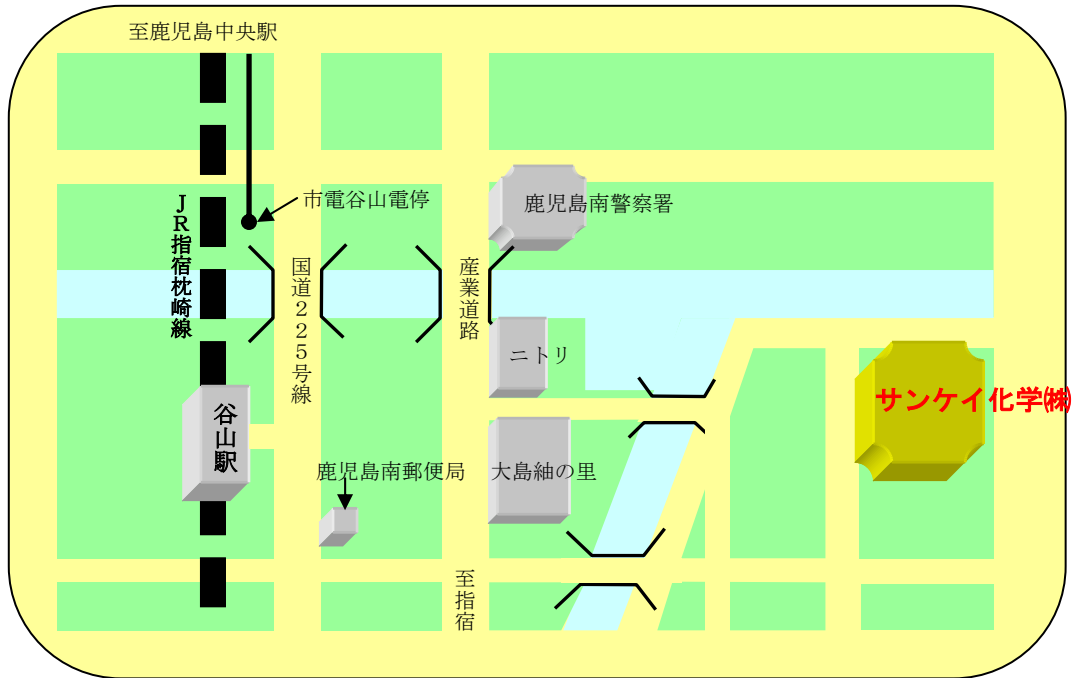 至鹿児島中央駅
市電谷山電停
鹿児島南警察署
JR指宿枕崎線
国道225号線
産業道路
ニトリ
サンケイ化学㈱
谷山駅
鹿児島南郵便局
大島紬の里
至指宿